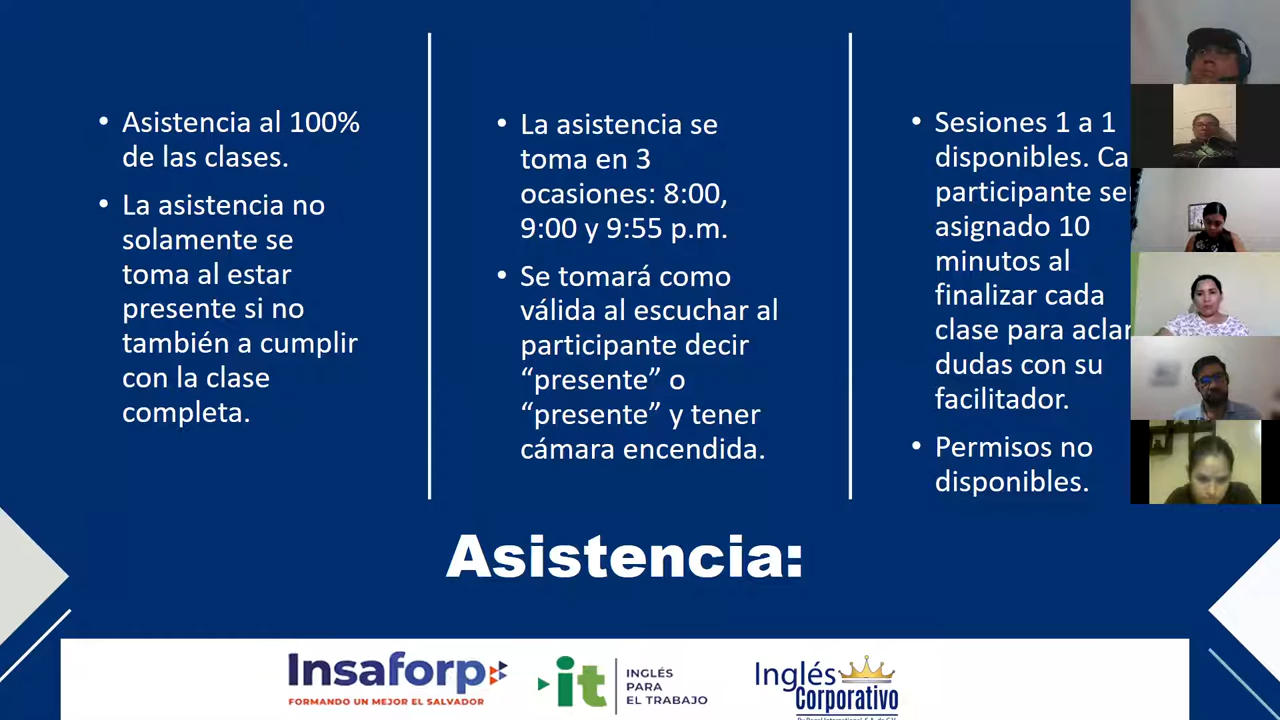 Asistencia al 100%
de las clases.
La asistencia no
solamente se
toma al estar
presente si no
también a cumplir
con la clase
completa.
La asistencia se
toma en 3
ocasiones: 8:00,
9:00 y 9:55 p.m.
Se tomará como
válida al escuchar al
participante decir
“presente” o
“presente” y tener
cámara encendida.
Sesiones 1 a 1
disponibles. Ca
participante se
asignado 10
minutos al
finalizar cada
clase para aclar
dudas con su
facilitador.
Permisos no
disponibles.
Asistencia:
Insaforp
FORMANDO UN MEJOR EL SALVADOR
it
INGLÉS
PARA
EL TRABAJO
Inglés
Corporativo